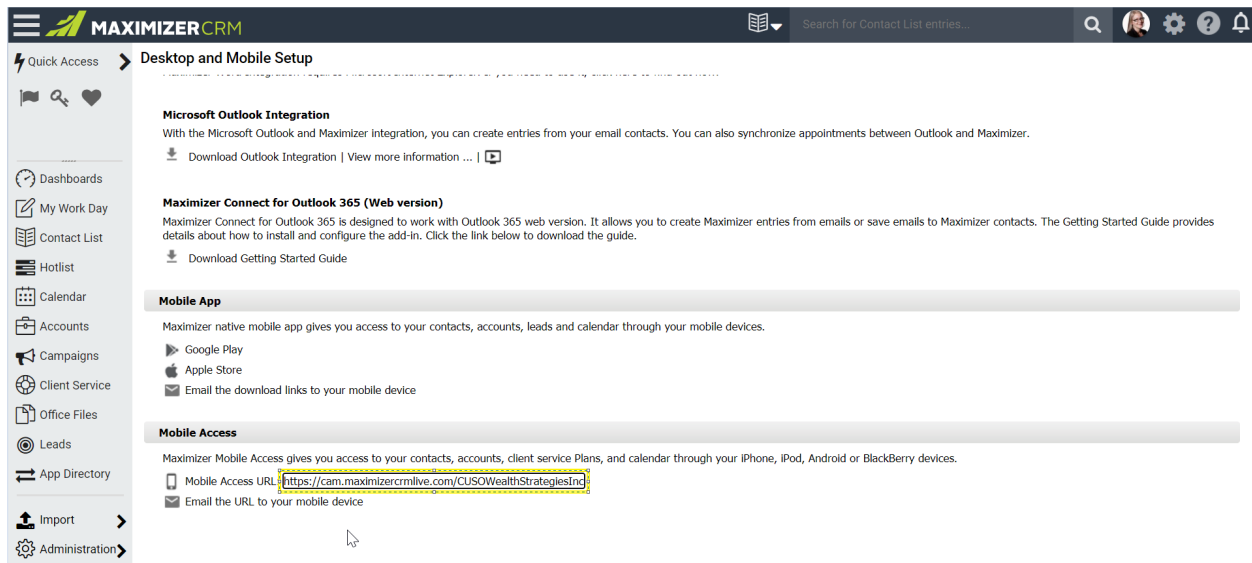 MAXIMIZER CRM
Search for Contact List entries...
Quick Access
Desktop and Mobile Setup
Microsoft Outlook Integration
With the Microsoft Outlook and Maximizer integration, you can create entries from your email contacts. You can also synchronize appointments between Outlook and Maximizer.
Download Outlook Integration | View more information ... |
Dashboards
My Work Day
Contact List
Hotlist
Calendar
Accounts
Campaigns
Client Service
Office Files
Leads
App Directory
Import
Administration
Maximizer Connect for Outlook 365 (Web version)
Maximizer Connect for Outlook 365 is designed to work with Outlook 365 web version. It allows you to create Maximizer entries from emails or save emails to Maximizer contacts. The Getting Started Guide provides
details about how to install and configure the add-in. Click the link below to download the guide.
Download Getting Started Guide
Mobile App
Maximizer native mobile app gives you access to your contacts, accounts, leads and calendar through your mobile devices.
Google Play
Apple Store
Email the download links to your mobile device
Mobile Access
Maximizer Mobile Access gives you access to your contacts, accounts, client service Plans, and calendar through your iPhone, iPod, Android or BlackBerry devices.
Mobile Access URL: https://cam.maximizercrmlive.com/CUSOWealthStrategiesInc
Email the URL to your mobile device